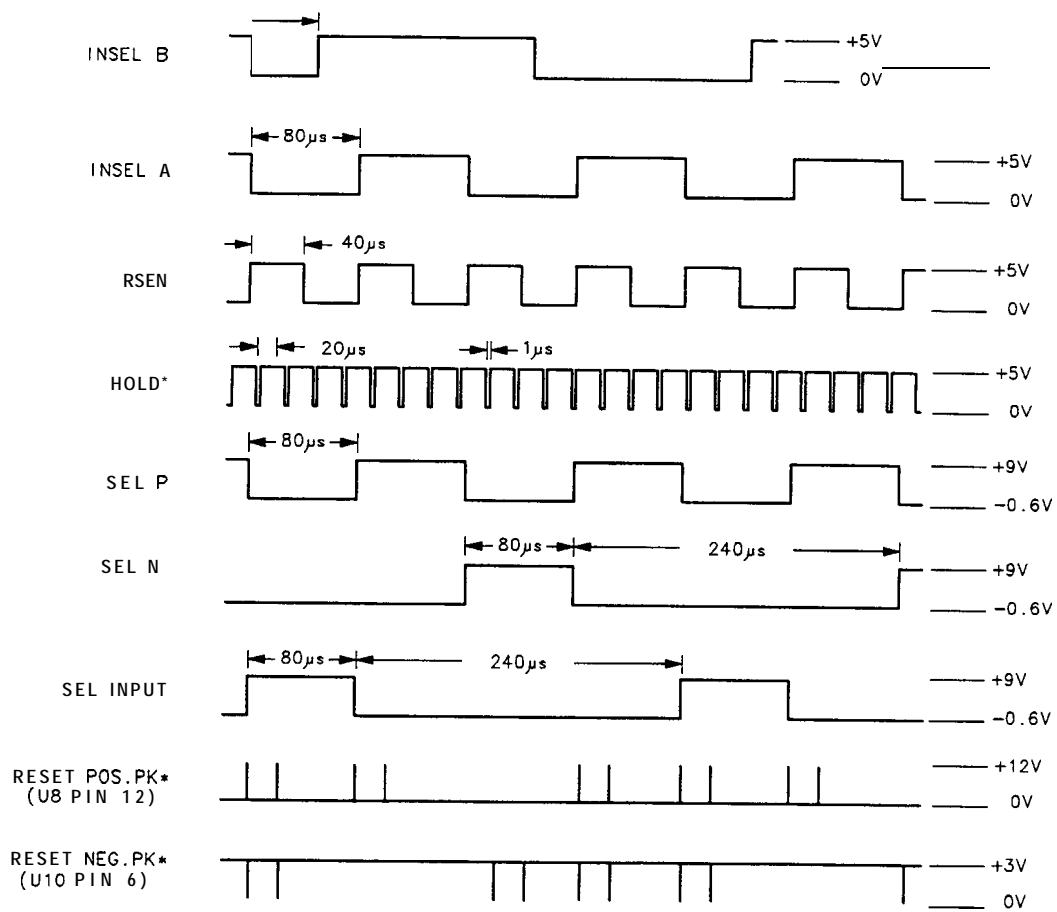 INSEL B
+5V
0V
80µs
INSEL A
+5V
0V
40µs
RSEN
+5V
0V
20µs
1µs
HOLD*
+5V
0V
80µs
SEL P
+9V
-0.6V
80µs
240µs
SEL N
+9V
-0.6V
80µs
240µs
SEL INPUT
+9V
-0.6V
RESET POS.PK*
(U8 PIN 12)
+12V
0V
RESET NEG.PK*
(U10 PIN 6)
+3V
0V